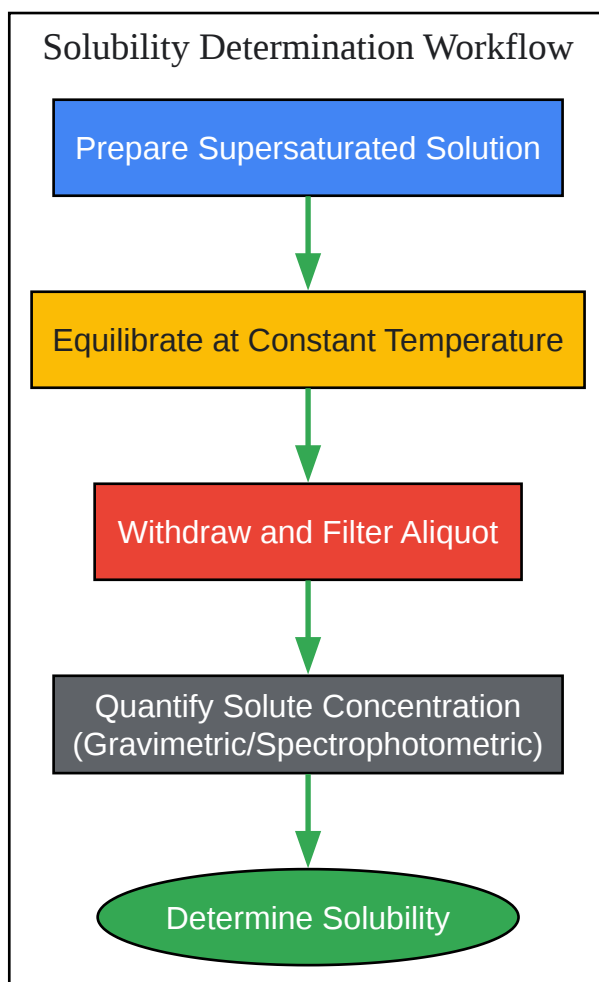 Solubility Determination Workflow
Prepare Supersaturated Solution
Equilibrate at Constant Temperature
Withdraw and Filter Aliquot
Quantify Solute Concentration
(Gravimetric/Spectrophotometric)
Determine Solubility